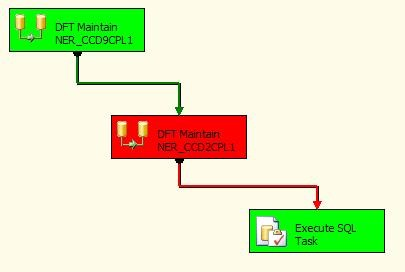 DFT Maintain
NER_CCD9CPL1
DFT Maintain
NER_CCD2CPL1
Execute SQL
Task